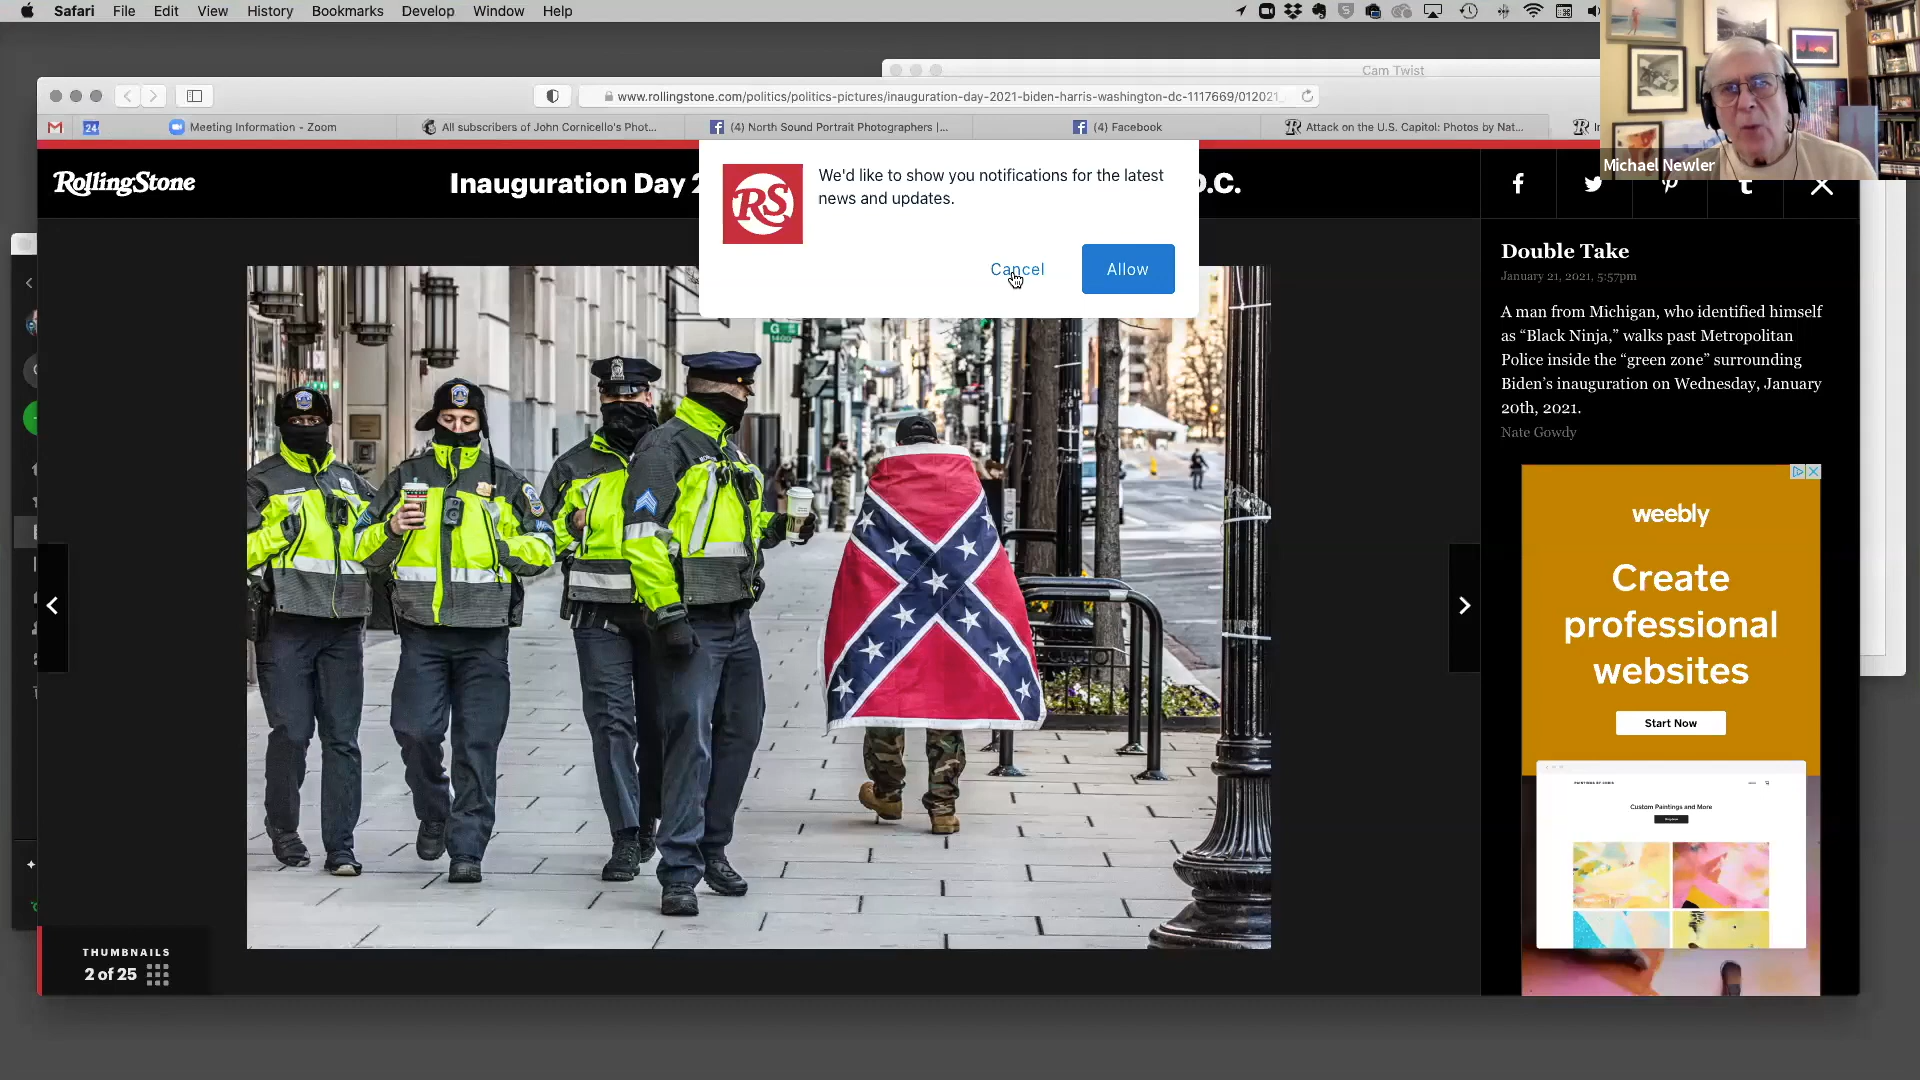 Safari File Edit View History Bookmarks Develop Window Help
Cam Twist
www.rollingstone.com/politics/politics-pictures/inauguration-day-2021-biden-harris-washington-dc-1117669/012021_
24
Meeting Information - Zoom
All subscribers of John Cornicello's Phot...
(4) North Sound Portrait Photographers |...
(4) Facebook
Attack on the U.S. Capitol: Photos by Nat...
Michael Newler
RollingStone
Inauguration Day 2
D.C.
RS
We'd like to show you notifications for the latest
news and updates.
Cancel
Allow
G
1400
Double Take
January 21, 2021, 5:57pm
A man from Michigan, who identified himself
as “Black Ninja,” walks past Metropolitan
Police inside the “green zone” surrounding
Biden’s inauguration on Wednesday, January
20th, 2021.
Nate Gowdy
weebly
Create
professional
websites
Start Now
Custom Paintings and More
THUMBNAILS
2 of 25